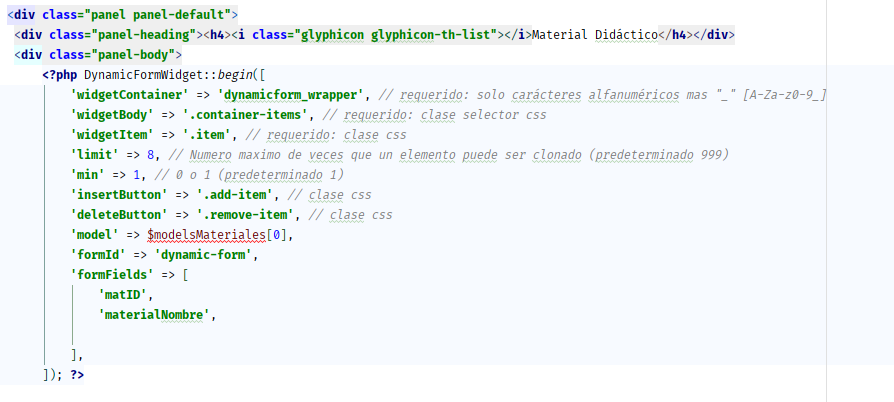 <div class="panel panel-default">
<div class="panel-heading"><h4><i class="glyphicon glyphicon-th-list"></i>Material Didáctico</h4></div>
<div class="panel-body">
<?php DynamicFormWidget::begin([
'widgetContainer' => 'dynamicform_wrapper', // requerido: solo carácteres alfanuméricos mas "_" [A-Za-z0-9_]
'widgetBody' => '.container-items', // requerido: clase selector css
'widgetItem' => '.item', // requerido: clase css
'limit' => 8, // Numero maximo de veces que un elemento puede ser clonado (predeterminado 999)
'min' => 1, // 0 o 1 (predeterminado 1)
'insertButton' => '.add-item', // clase css
'deleteButton' => '.remove-item', // clase css
'model' => $modelsMateriales[0],
'formId' => 'dynamic-form',
'formFields' => [
'matID',
'materialNombre',
],
]); ?>